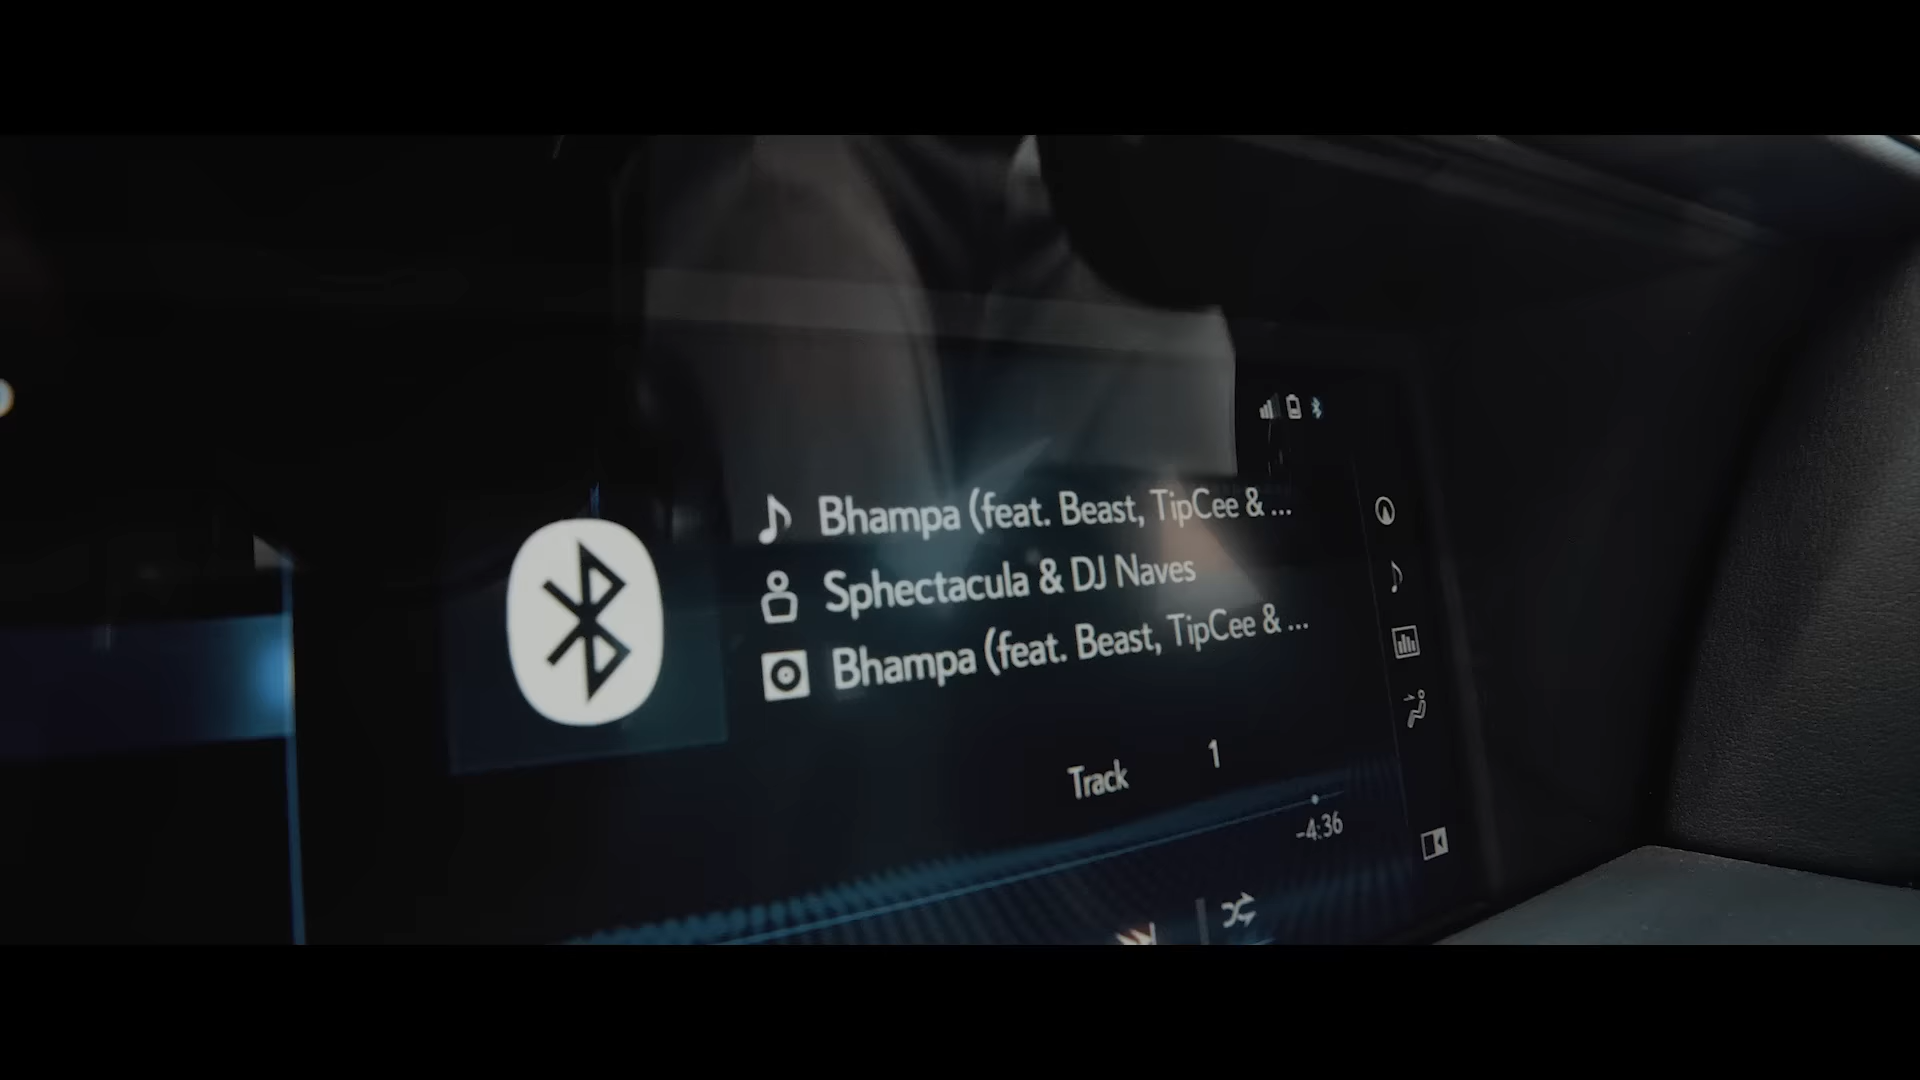 Bhampa (feat. Beast, TipCee & ...
Sphectacula & DJ Naves
Bhampa (feat. Beast, TipCee & ...
Track 1
-4:36